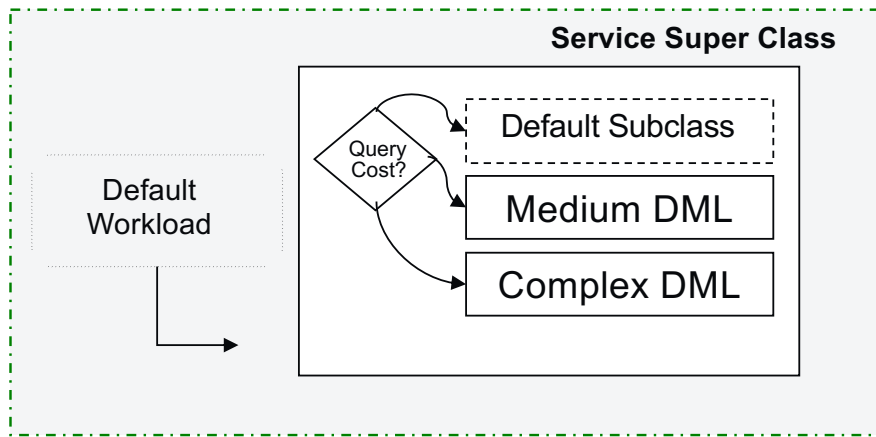 Service Super Class
Default Subclass
Query
Cost?
Default
Workload
Medium DML
Complex DML